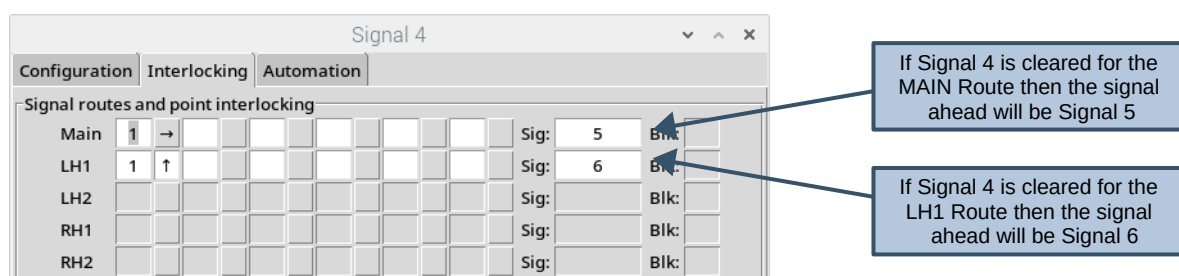 Signal 4
Configuration Interlocking Automation
Signal routes and point interlocking
Main 1 → Sig: 5 Blk:
LH1 1 ↑ Sig: 6 Blk:
LH2 Sig: Blk:
RH1 Sig: Blk:
RH2 Sig: Blk:
If Signal 4 is cleared for the
MAIN Route then the signal
ahead will be Signal 5
If Signal 4 is cleared for the
LH1 Route then the signal
ahead will be Signal 6